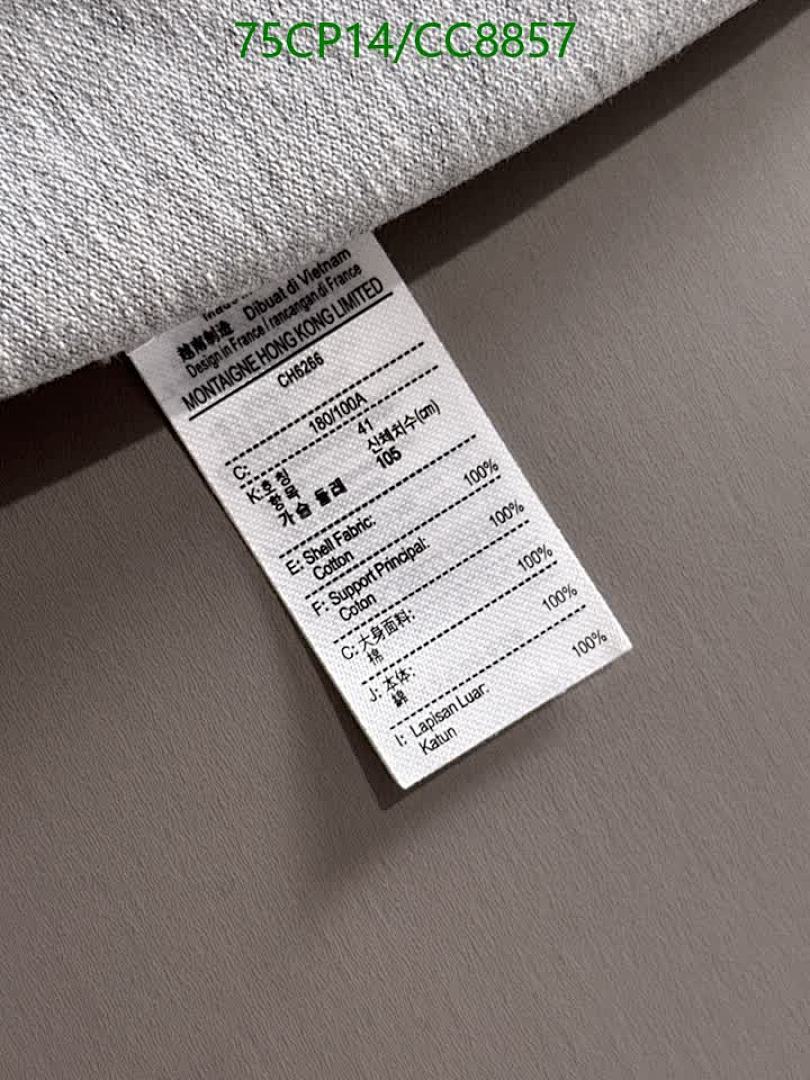 75CP14/CC8857
越南制造 Dibuat di Vietnam
Design in France / rancangan di France
MONTAIGNE HONG KONG LIMITED
CH6266
C: 180/100A
41
K: 호칭 신체치수(cm)
항목 105
가슴 둘레
E: Shell Fabric:
Cotton 100%
F: Support Principal:
Coton 100%
C: 大身面料:
棉 100%
J: 本体:
綿 100%
I: Lapisan Luar:
Katun 100%